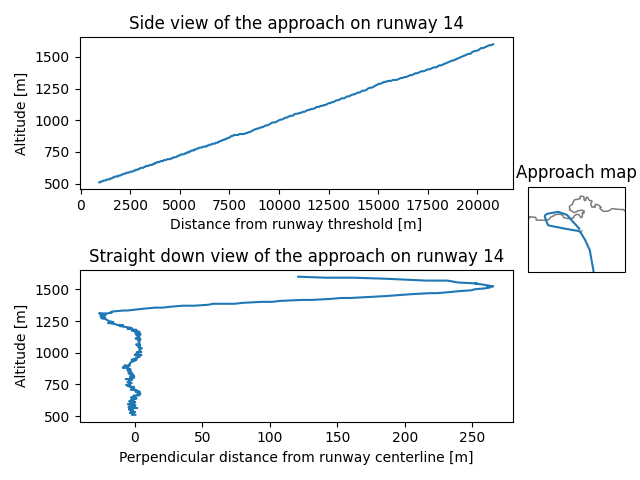 Side view of the approach on runway 14
1500
1250
1000
750
500
Altitude [m]
0 2500 5000 7500 10000 12500 15000 17500 20000
Distance from runway threshold [m]
Approach map
Straight down view of the approach on runway 14
1500
1250
1000
750
500
Altitude [m]
0 50 100 150 200 250
Perpendicular distance from runway centerline [m]